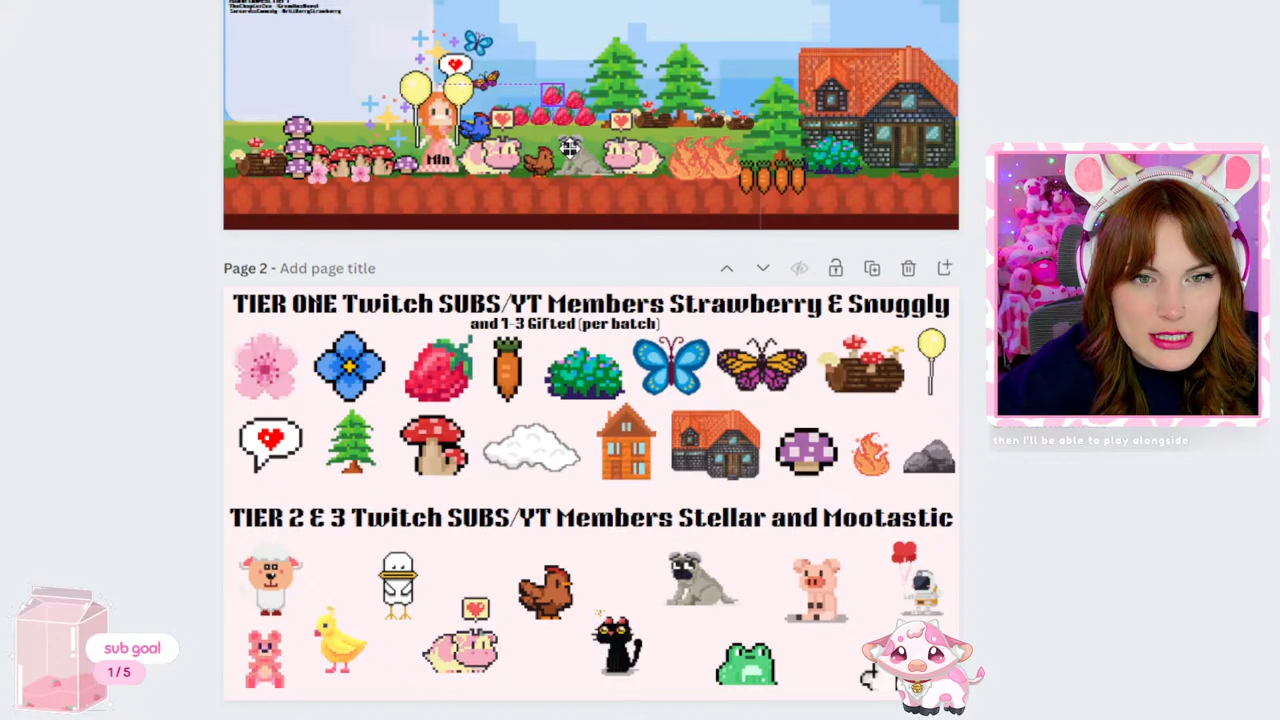 Min
Page 2 - Add page title
TIER ONE Twitch SUBS/YT Members Strawberry & Snuggly
and 1-3 Gifted (per batch)
TIER 2 & 3 Twitch SUBS/YT Members Stellar and Mootastic
then I'll be able to play alongside
sub goal
1/5